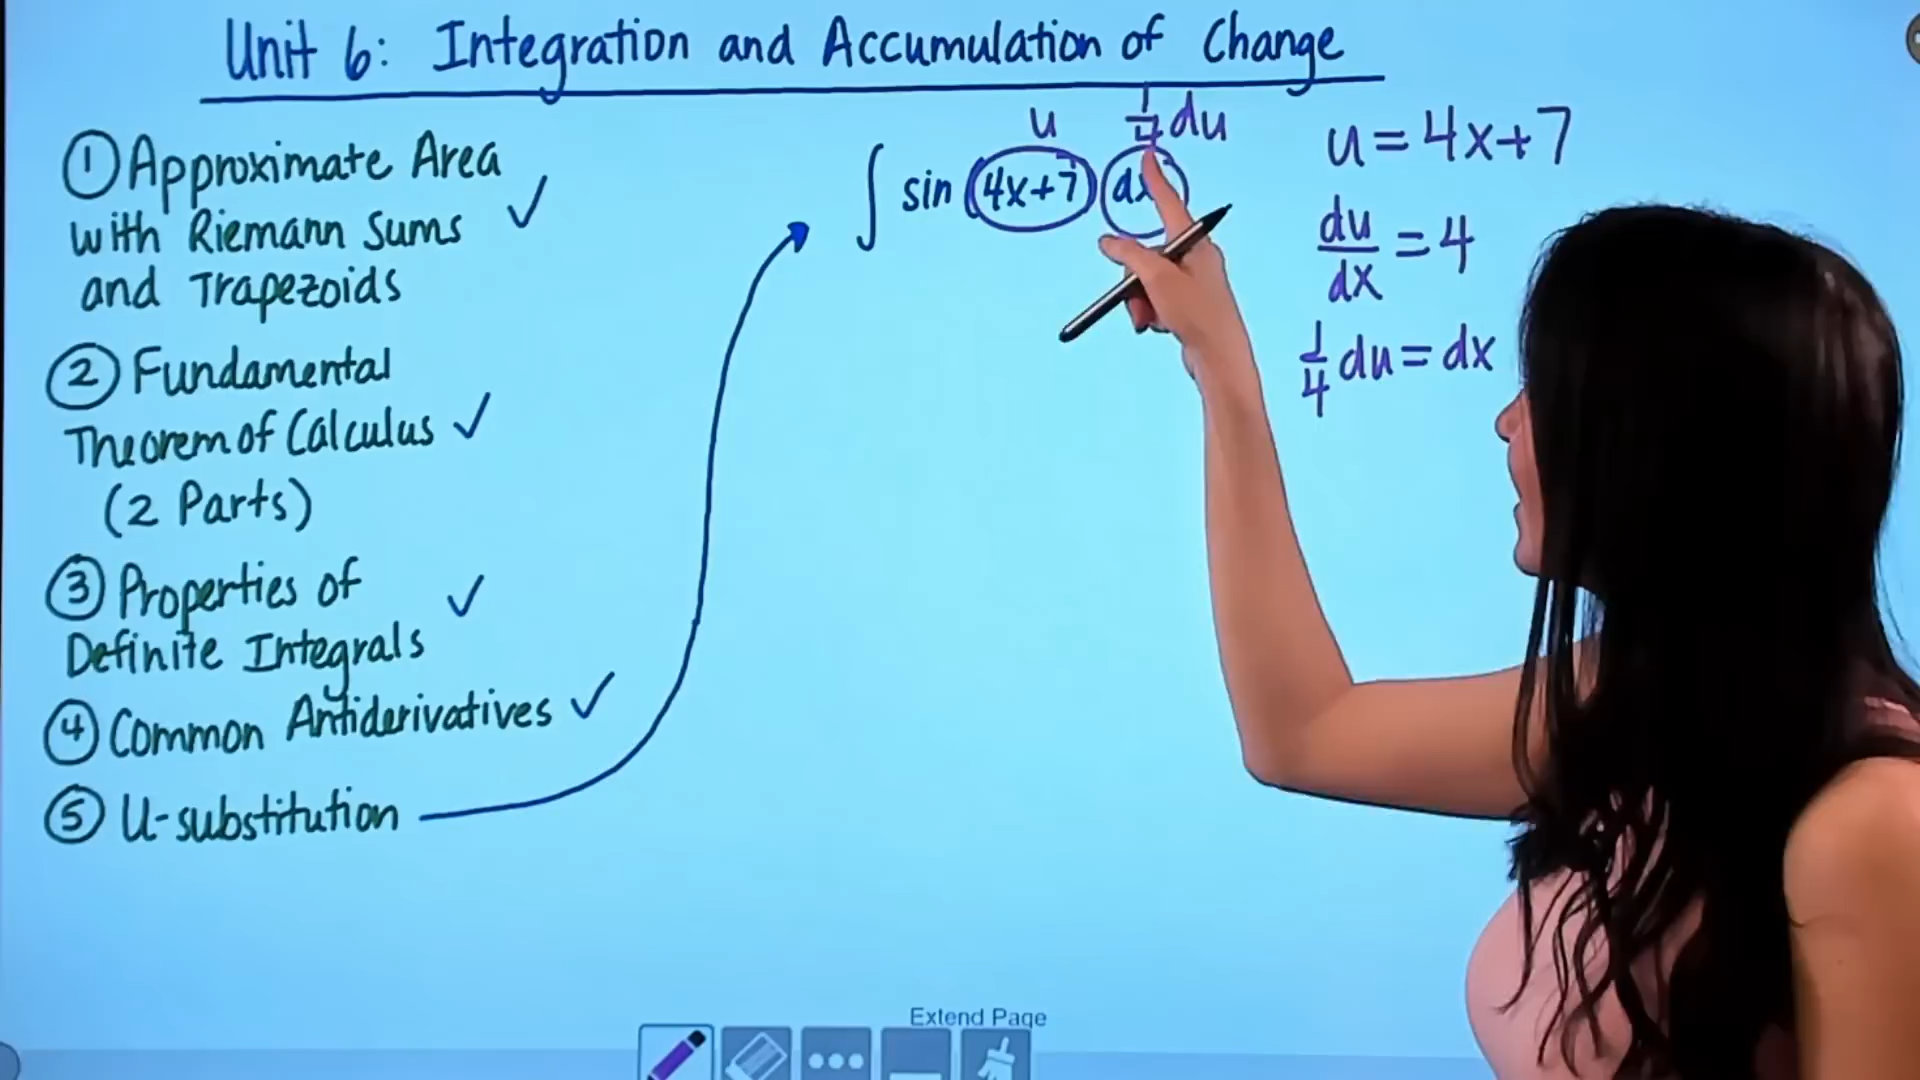 Unit 6: Integration and Accumulation of Change
① Approximate Area
with Riemann Sums ✓
and Trapezoids
② Fundamental
Theorem of Calculus ✓
(2 Parts)
③ Properties of ✓
Definite Integrals
④ Common Antiderivatives ✓
⑤ U-substitution
u 1/4 du
∫ sin (4x+7) dx
u = 4x+7
du/dx = 4
1/4 du = dx
Extend Page